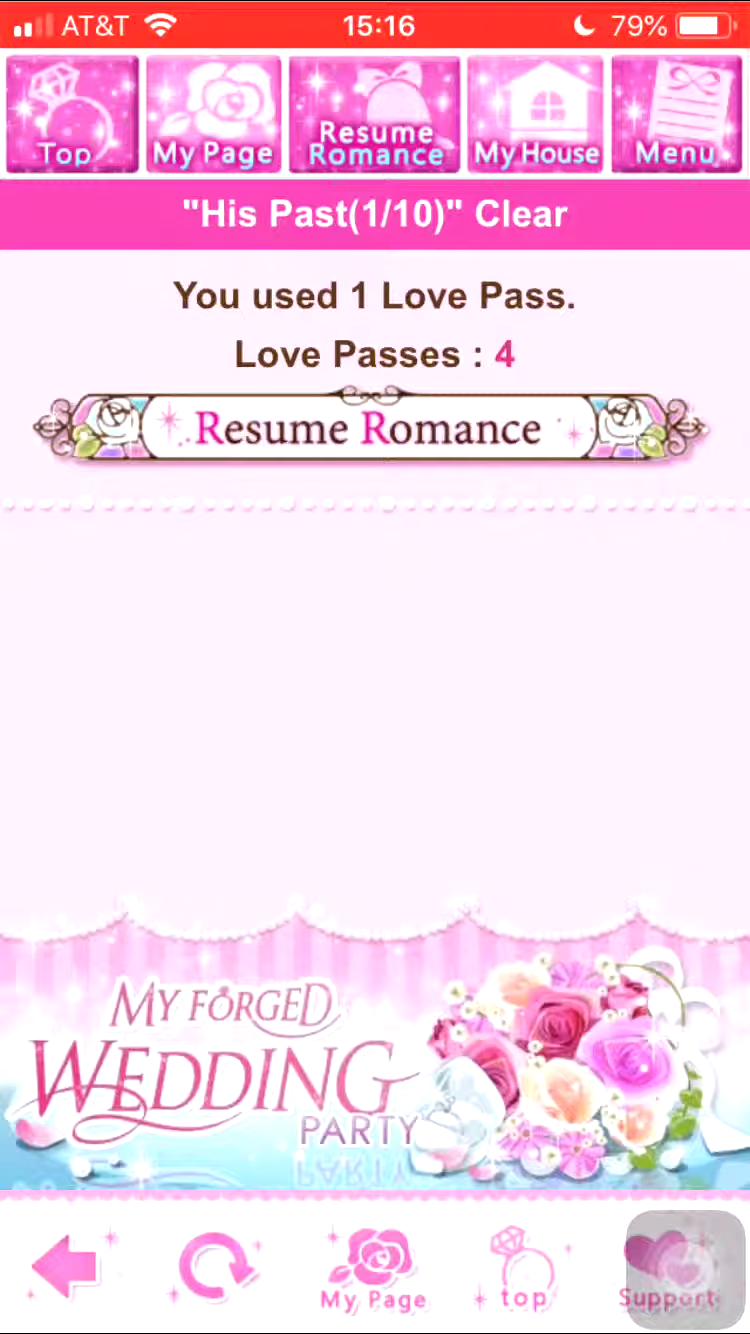 AT&T 15:16 79%
Top My Page Resume Romance My House Menu
"His Past(1/10)" Clear
You used 1 Love Pass.
Love Passes : 4
Resume Romance
MY FORGED
WEDDING
PARTY
PARTY
My Page top Support